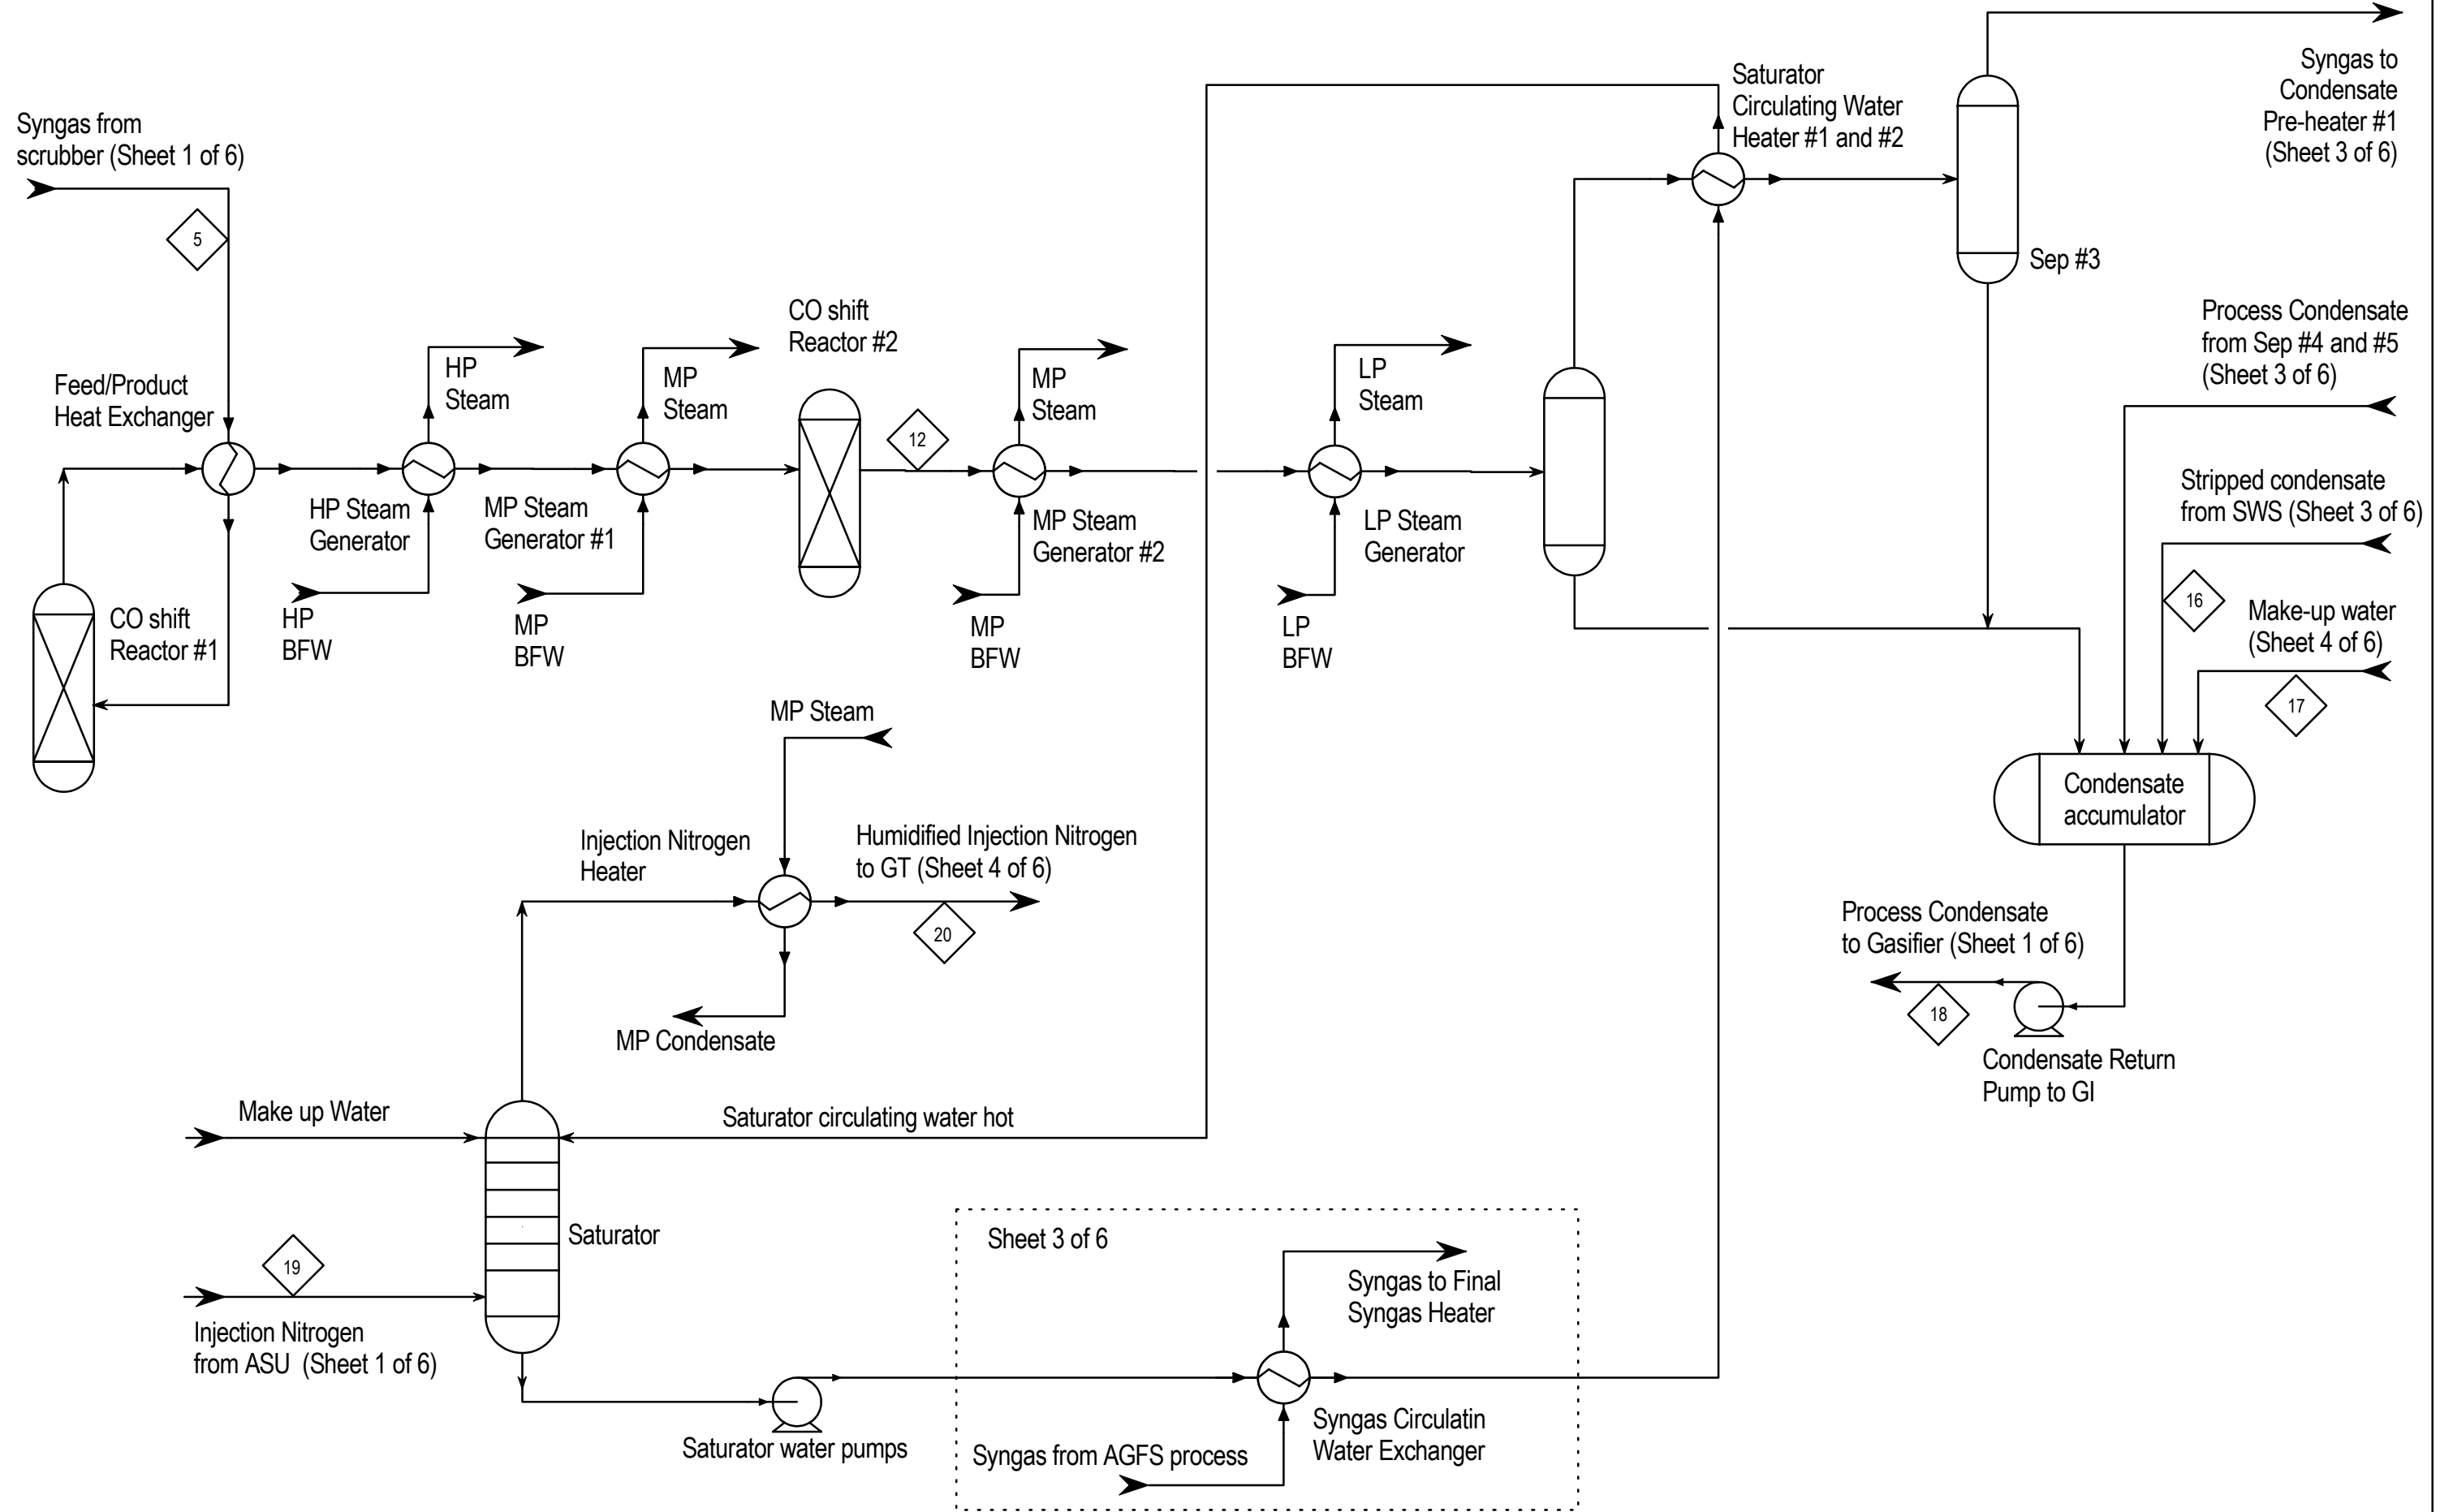 Syngas to
Condensate
Pre-heater #1
(Sheet 3 of 6)
Saturator
Circulating Water
Heater #1 and #2
Syngas from
scrubber (Sheet 1 of 6)
5
Sep #3
CO shift
Reactor #2
Process Condensate
from Sep #4 and #5
(Sheet 3 of 6)
Feed/Product
Heat Exchanger
HP
Steam
MP
Steam
12
MP
Steam
LP
Steam
HP Steam
Generator
MP Steam
Generator #1
MP Steam
Generator #2
LP Steam
Generator
Stripped condensate
from SWS (Sheet 3 of 6)
16
Make-up water
(Sheet 4 of 6)
17
CO shift
Reactor #1
HP
BFW
MP
BFW
MP
BFW
LP
BFW
MP Steam
Condensate
accumulator
Injection Nitrogen
Heater
Humidified Injection Nitrogen
to GT (Sheet 4 of 6)
20
Process Condensate
to Gasifier (Sheet 1 of 6)
18
MP Condensate
Condensate Return
Pump to GI
Make up Water
Saturator circulating water hot
Saturator
19
Injection Nitrogen
from ASU (Sheet 1 of 6)
Sheet 3 of 6
Syngas to Final
Syngas Heater
Saturator water pumps
Syngas Circulatin
Water Exchanger
Syngas from AGFS process